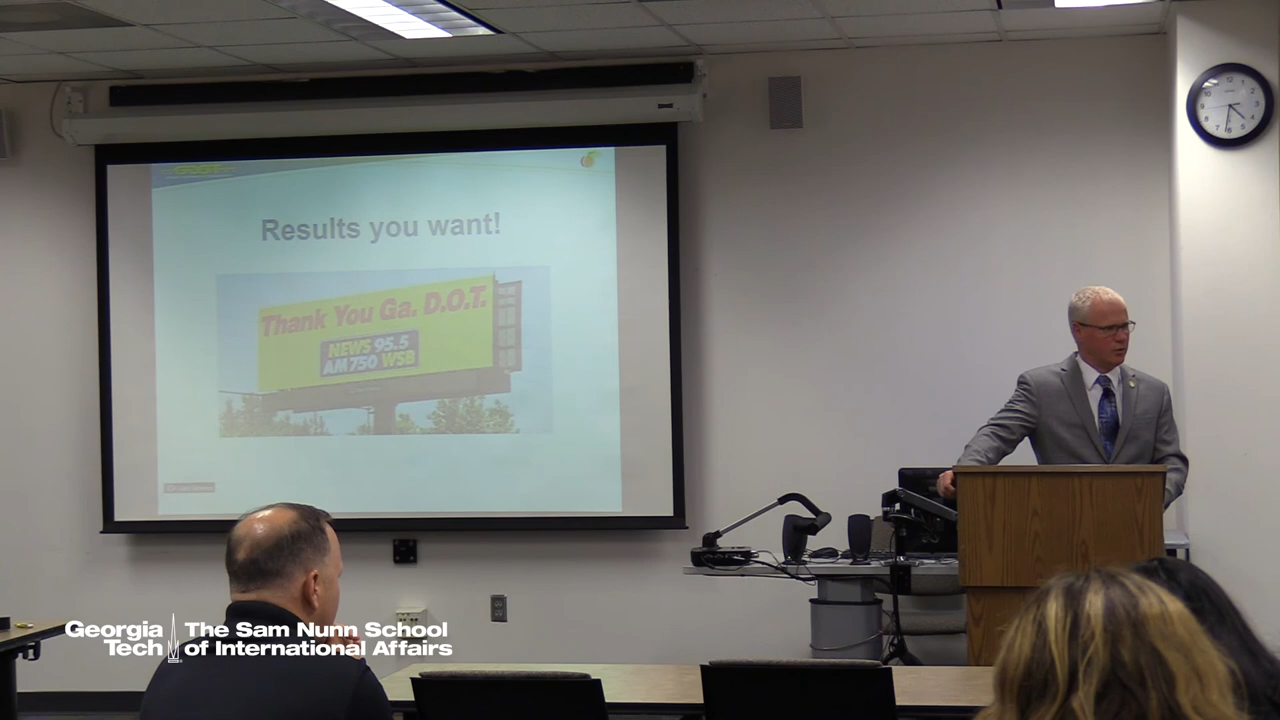 GDOT
Results you want!
Thank You Ga. D.O.T.
NEWS 95.5
AM 750 WSB
Georgia Tech
The Sam Nunn School
of International Affairs